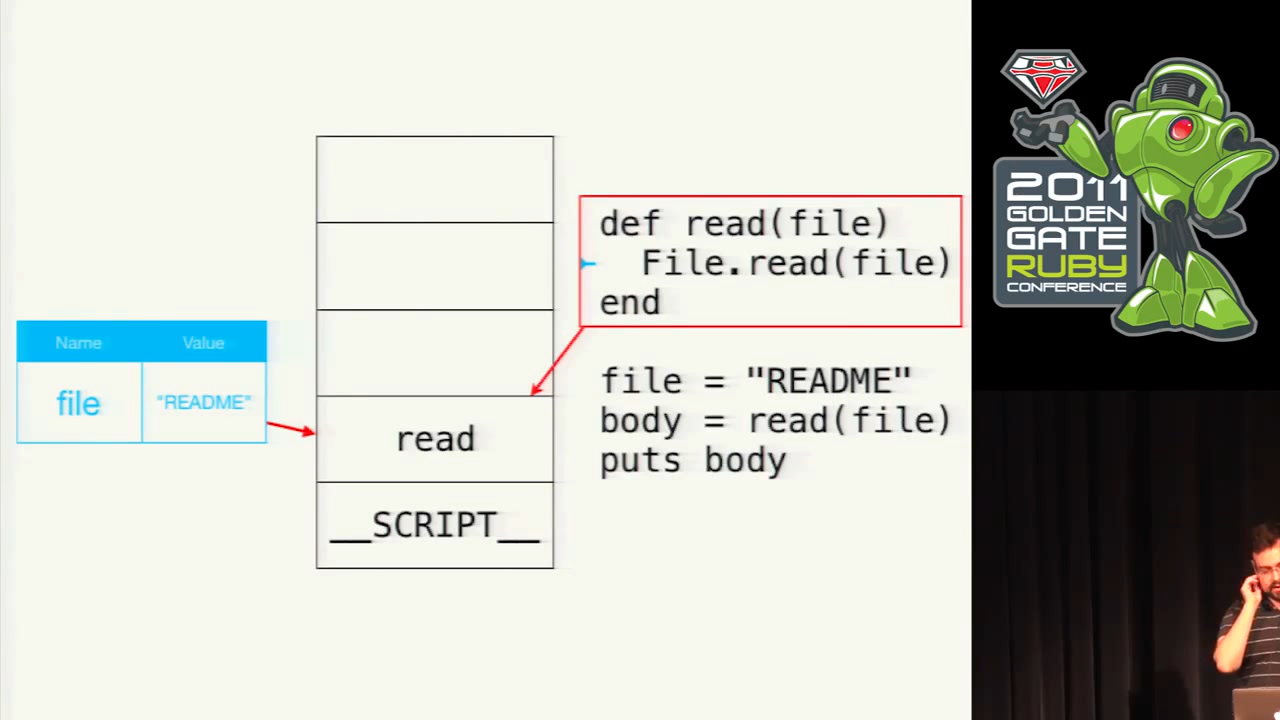 Name Value
file "README"
read
__SCRIPT__
def read(file)
  File.read(file)
end
file = "README"
body = read(file)
puts body
2011
GOLDEN
GATE
RUBY
CONFERENCE